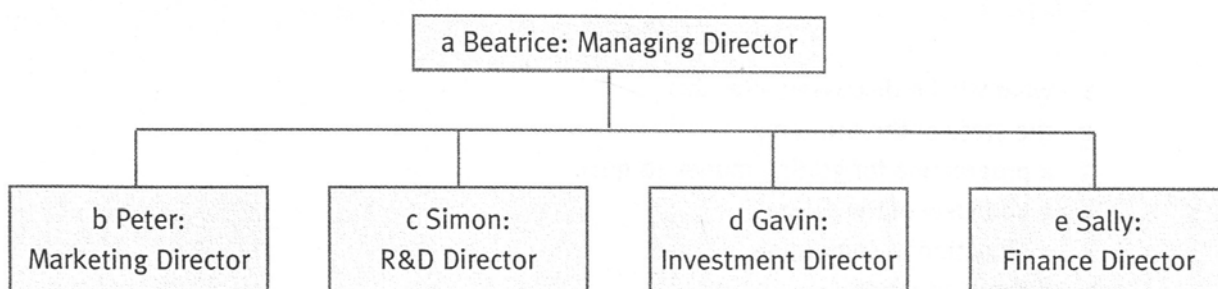 a Beatrice: Managing Director
b Peter:
Marketing Director
c Simon:
R&D Director
d Gavin:
Investment Director
e Sally:
Finance Director